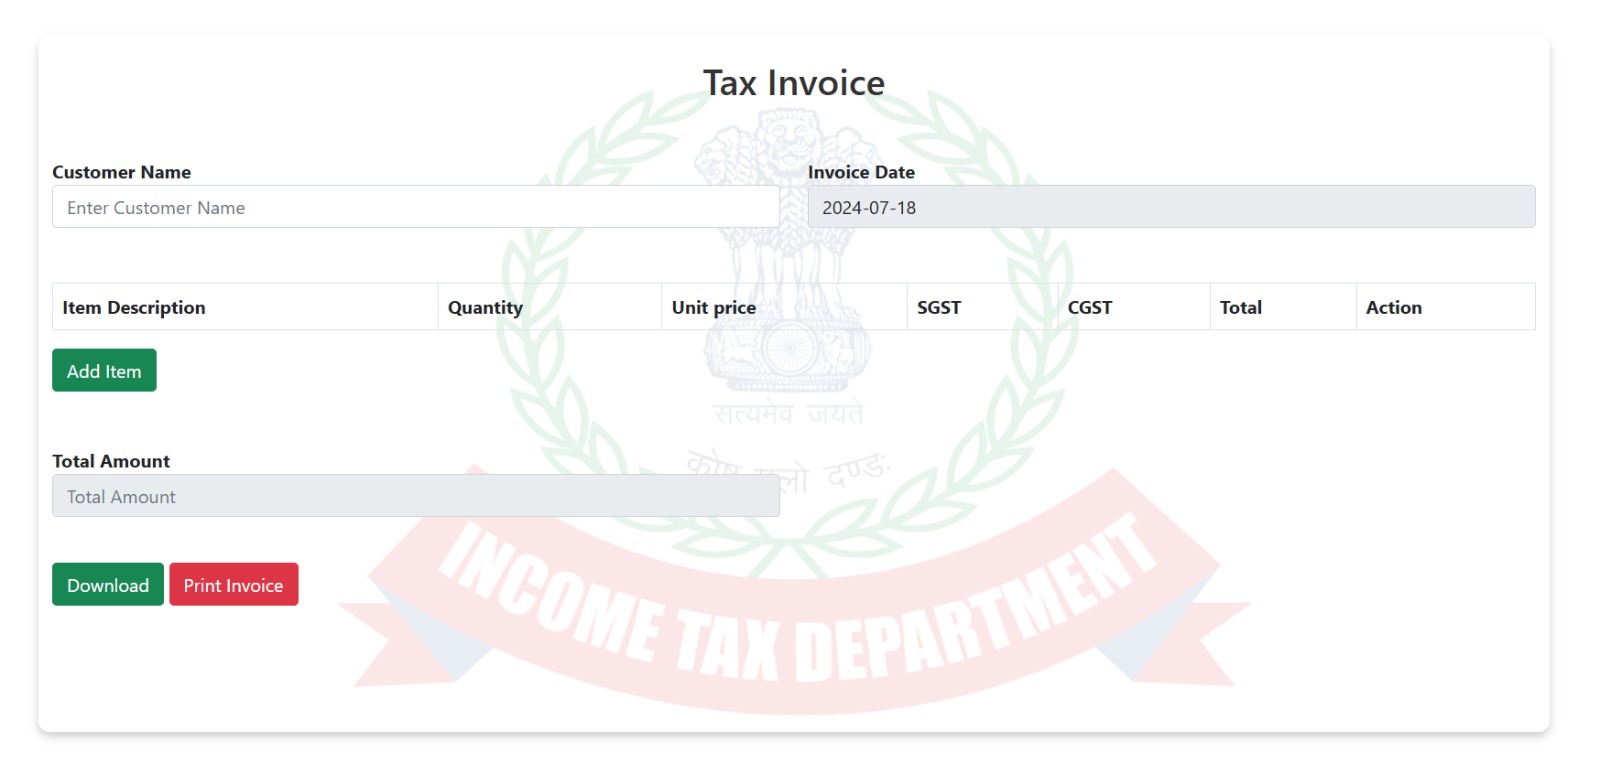 Tax Invoice
Customer Name
Invoice Date
Enter Customer Name
2024-07-18
Item Description Quantity Unit price SGST CGST Total Action
Add Item
सत्यमेव जयते
कोष दण्डः
Total Amount
Total Amount
Download Print Invoice
INCOME TAX DEPARTMENT